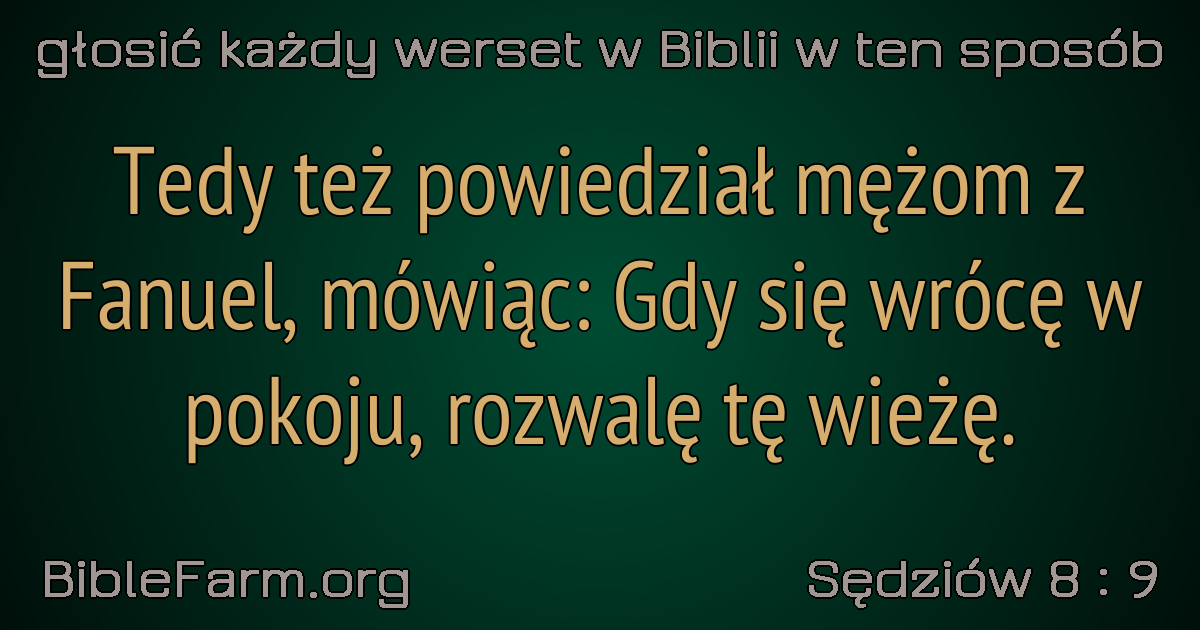 głosić każdy werset w Biblii w ten sposób
Tedy też powiedział mężom z
Fanuel, mówiąc: Gdy się wrócę w
pokoju, rozwalę tę wieżę.
BibleFarm.org
Sędziów 8 : 9